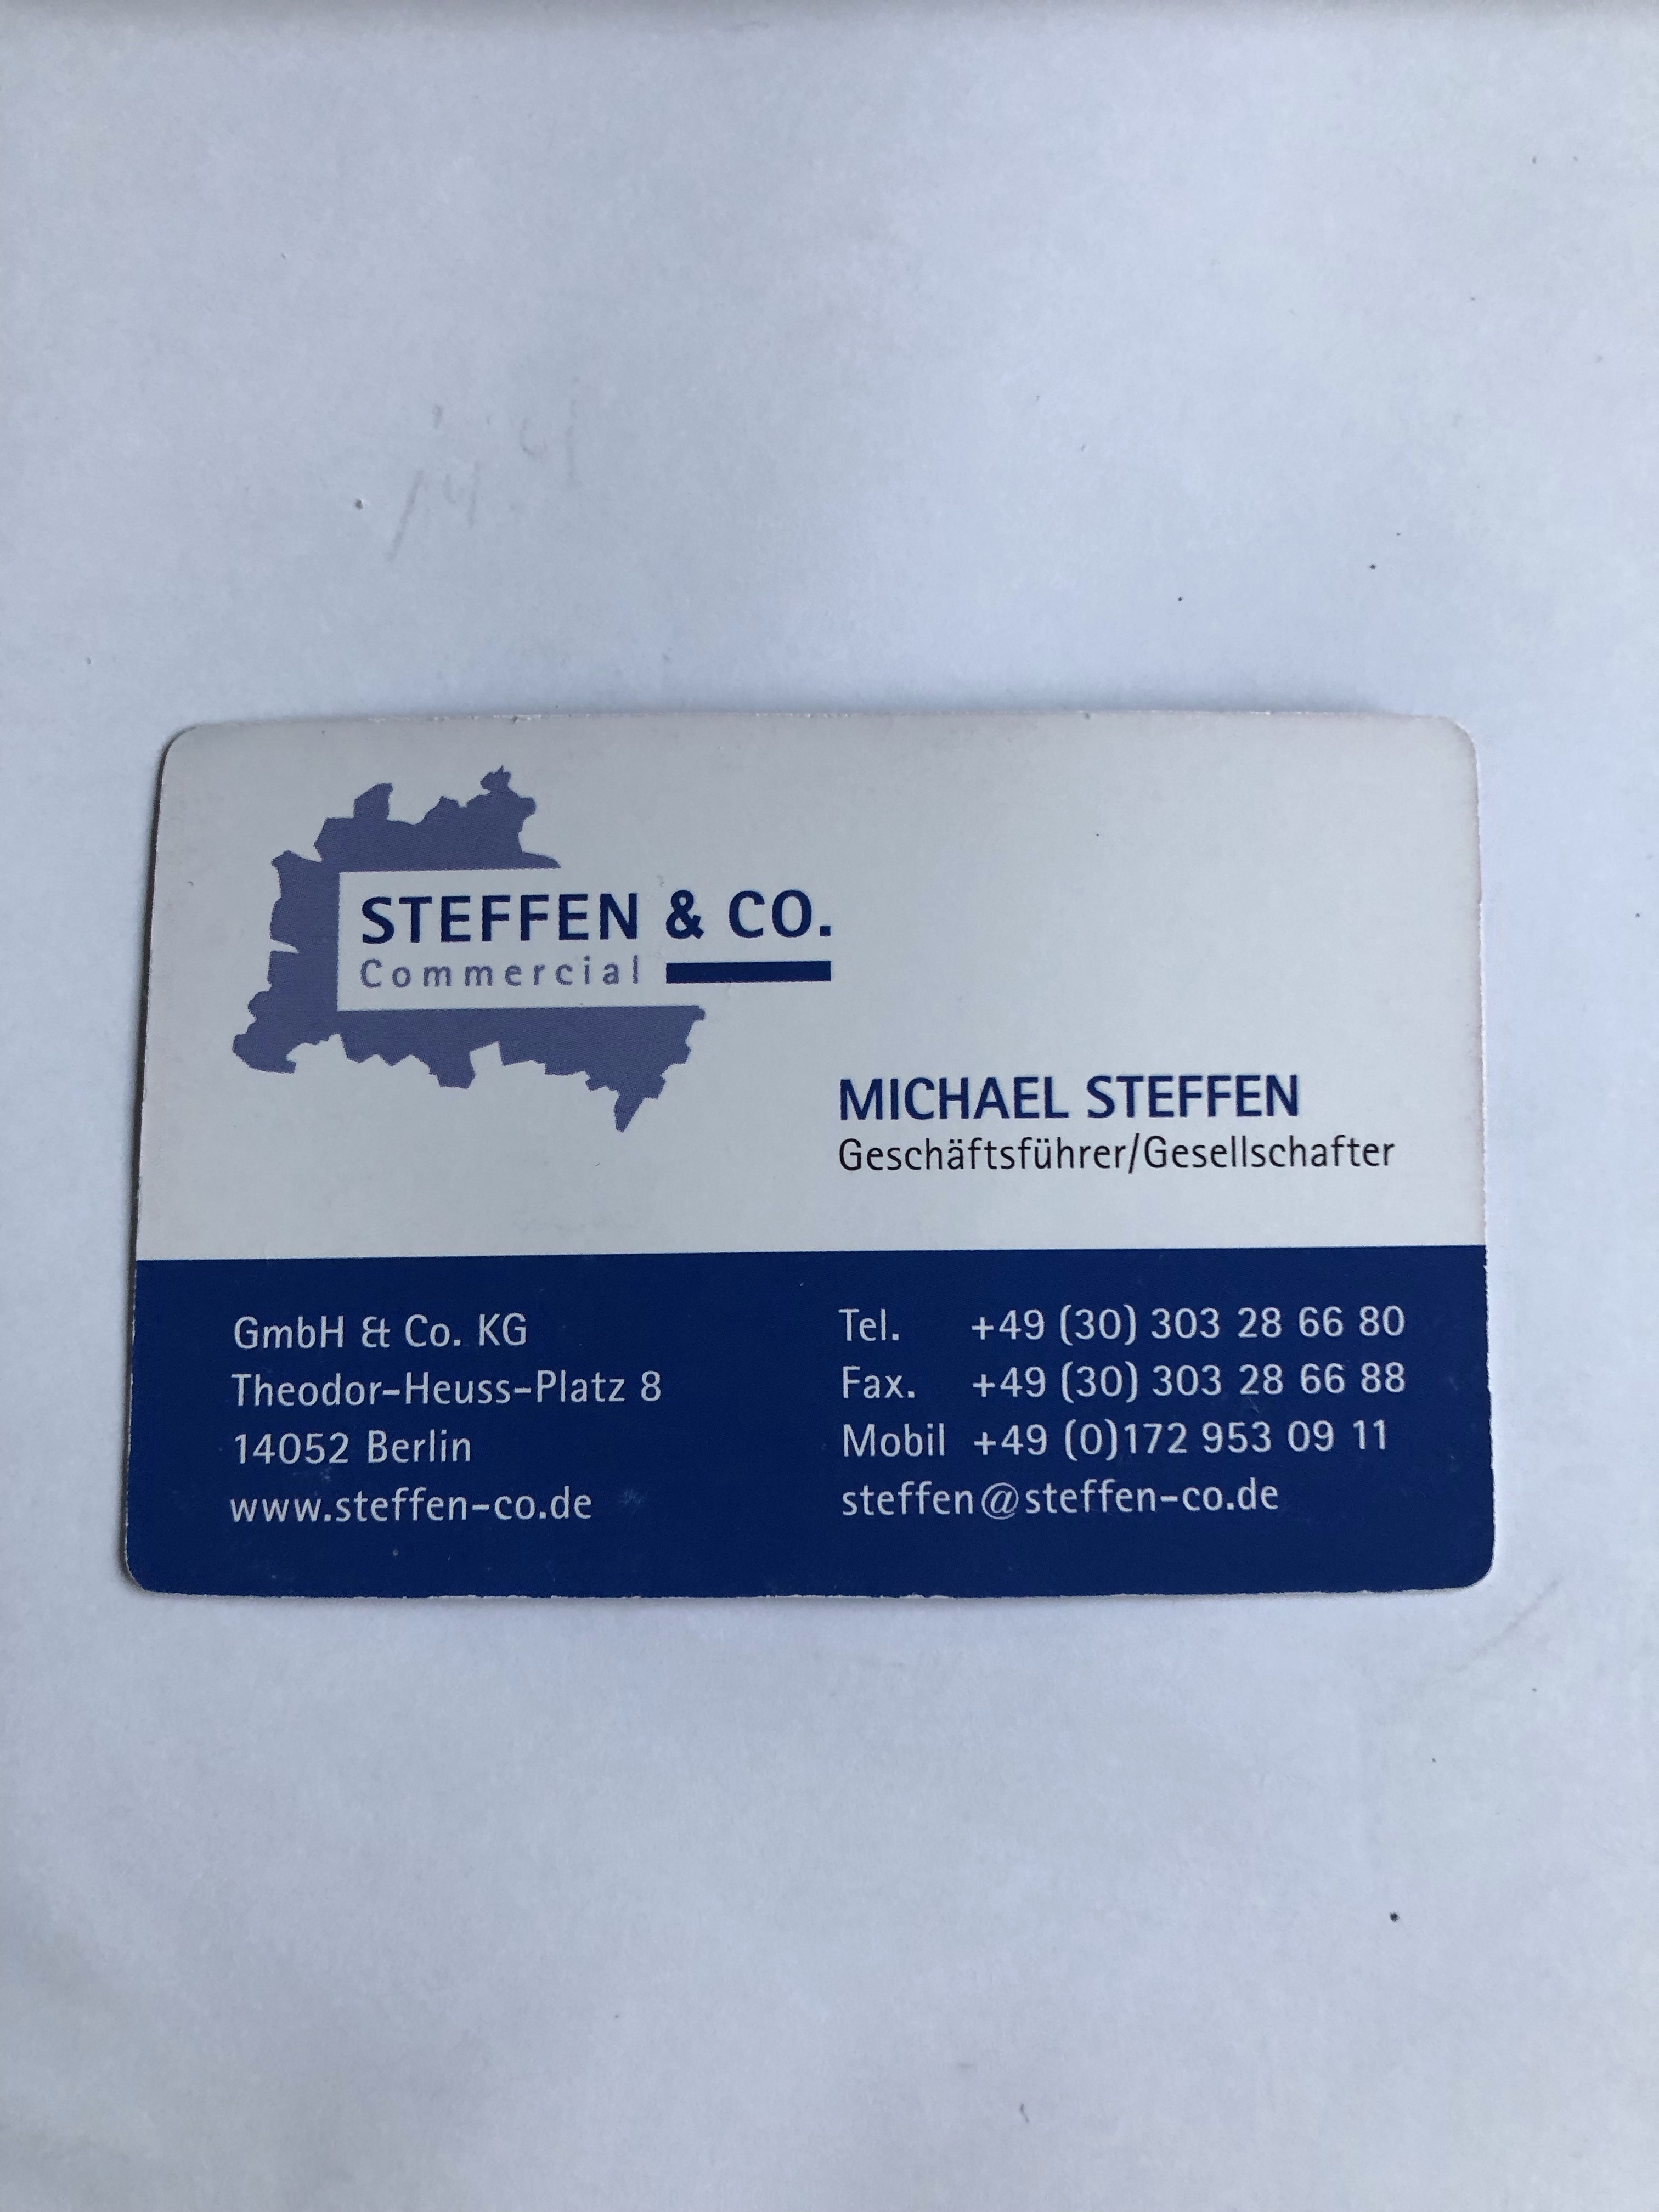 STEFFEN & CO.
Commercial
MICHAEL STEFFEN
Geschäftsführer/Gesellschafter
GmbH & Co. KG
Theodor-Heuss-Platz 8
14052 Berlin
www.steffen-co.de
Tel. +49 (30) 303 28 66 80
Fax. +49 (30) 303 28 66 88
Mobil +49 (0)172 953 09 11
steffen@steffen-co.de